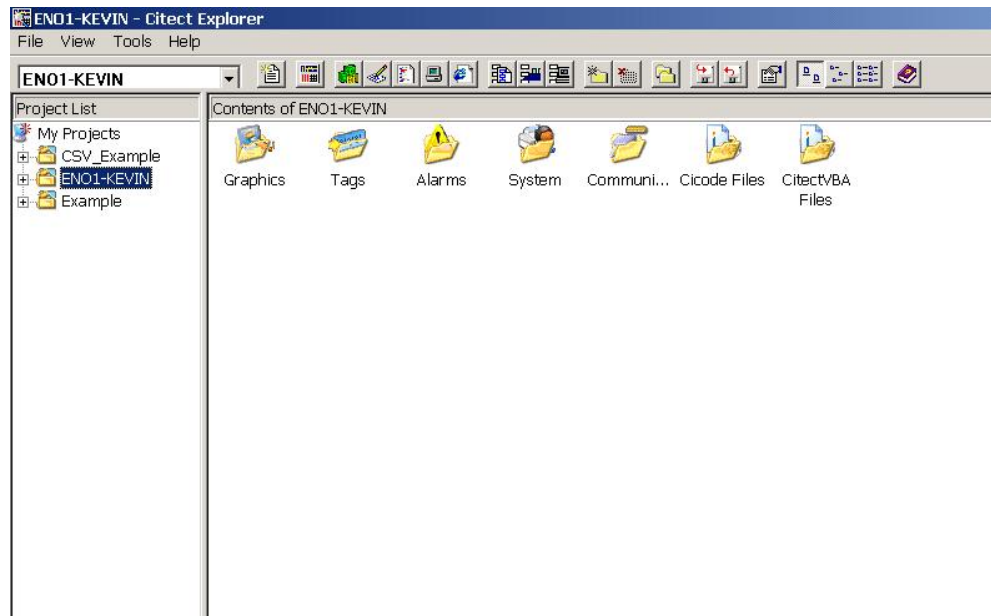 ENO1-KEVIN - Citect Explorer
File View Tools Help
ENO1-KEVIN
Project List
Contents of ENO1-KEVIN
My Projects
CSV_Example
ENO1-KEVIN
Example
Graphics
Tags
Alarms
System
Communi...
Cicode Files
CitectVBA
Files